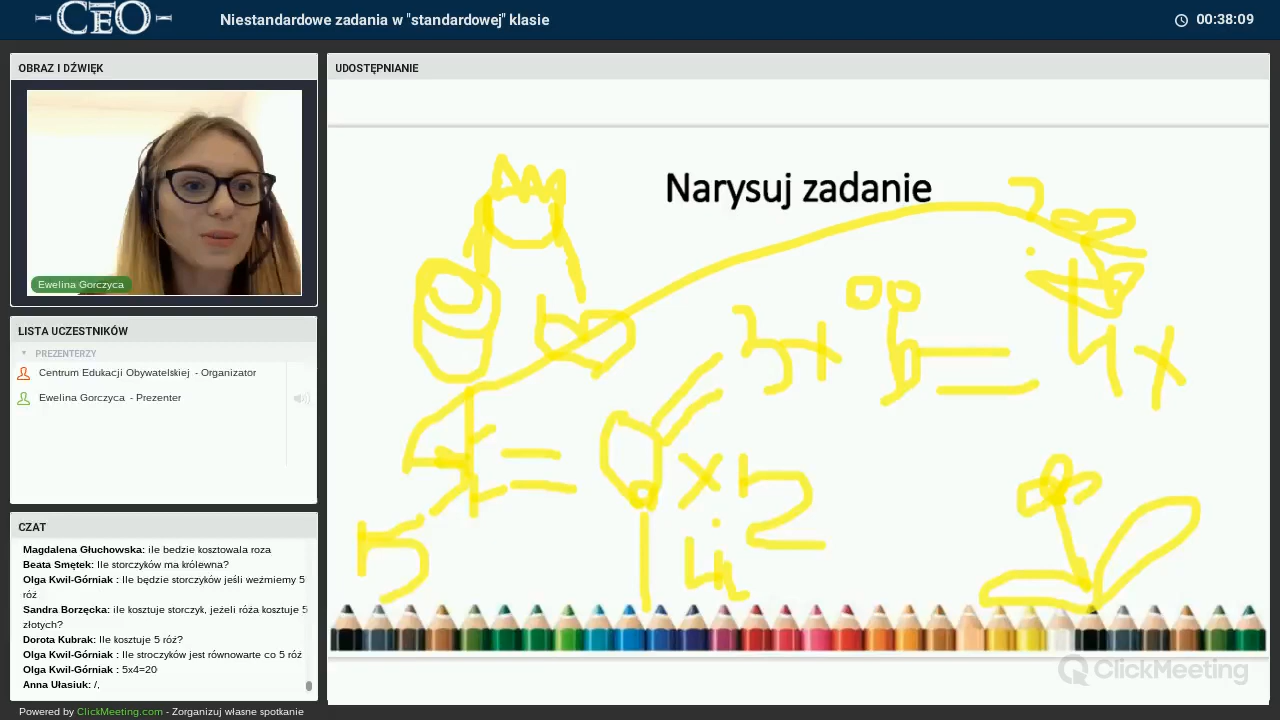 CEO
Niestandardowe zadania w "standardowej" klasie
00:38:09
OBRAZ I DŹWIĘK
Ewelina Gorczyca
LISTA UCZESTNIKÓW
PREZENTERZY
Centrum Edukacji Obywatelskiej - Organizator
Ewelina Gorczyca - Prezenter
CZAT
Magdalena Głuchowska: ile bedzie kosztowala roza
Beata Smętek: Ile storczyków ma królewna?
Olga Kwil-Górniak : Ile będzie storczyków jeśli weźmiemy 5
róż
Sandra Borzęcka: ile kosztuje storczyk, jeżeli róża kosztuje 5
złotych?
Dorota Kubrak: Ile kosztuje 5 róż?
Olga Kwil-Górniak : Ile stroczyków jest równowarte co 5 róż
Olga Kwil-Górniak : 5x4=20
Anna Ułasiuk: /,
Powered by ClickMeeting.com - Zorganizuj własne spotkanie
UDOSTĘPNIANIE
Narysuj zadanie
ClickMeeting